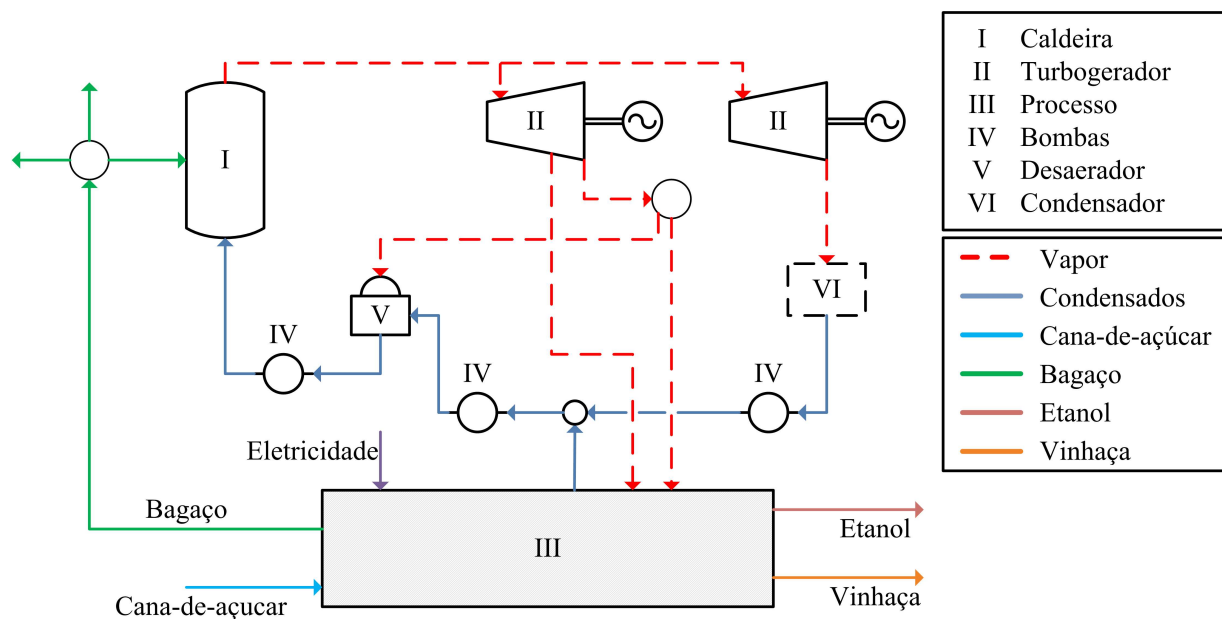 I Caldeira
II Turbogerador
III Processo
IV Bombas
V Desaerador
VI Condensador
Vapor
Condensados
Cana-de-açúcar
Bagaço
Etanol
Vinhaça
I
II
II
VI
V
IV
IV
IV
Eletricidade
Bagaço
III
Etanol
Cana-de-açucar
Vinhaça